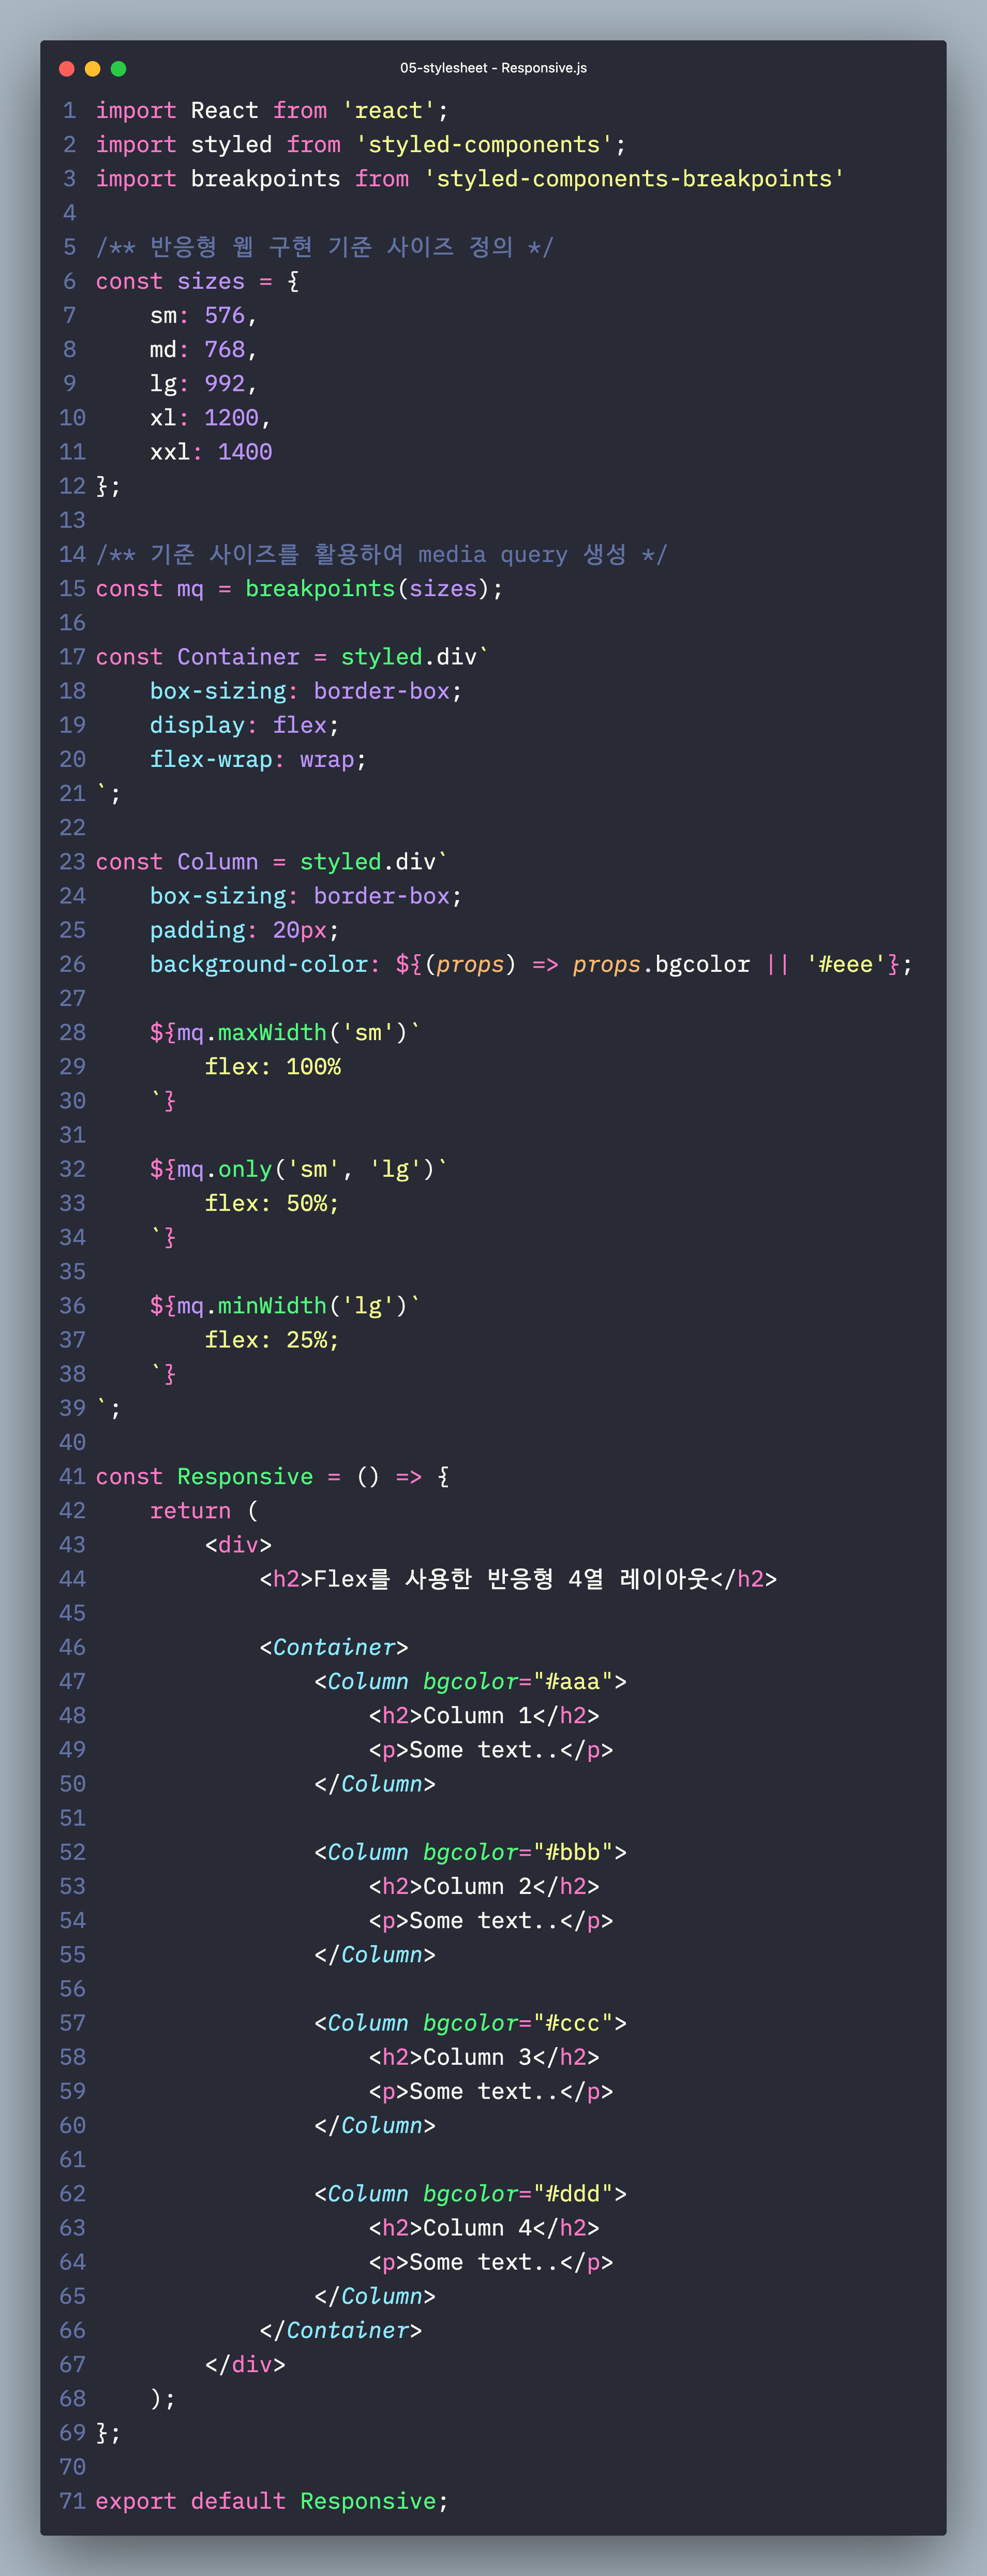 05-stylesheet - Responsive.js
1 import React from 'react';
2 import styled from 'styled-components';
3 import breakpoints from 'styled-components-breakpoints'
4
5 /** 반응형 웹 구현 기준 사이즈 정의 */
6 const sizes = {
7     sm: 576,
8     md: 768,
9     lg: 992,
10     xl: 1200,
11     xxl: 1400
12 };
13
14 /** 기준 사이즈를 활용하여 media query 생성 */
15 const mq = breakpoints(sizes);
16
17 const Container = styled.div`
18     box-sizing: border-box;
19     display: flex;
20     flex-wrap: wrap;
21 `;
22
23 const Column = styled.div`
24     box-sizing: border-box;
25     padding: 20px;
26     background-color: ${(props) => props.bgcolor || '#eee'};
27
28     ${mq.maxWidth('sm')`
29         flex: 100%
30     `}
31
32     ${mq.only('sm', 'lg')`
33         flex: 50%;
34     `}
35
36     ${mq.minWidth('lg')`
37         flex: 25%;
38     `}
39 `;
40
41 const Responsive = () => {
42     return (
43         <div>
44             <h2>Flex를 사용한 반응형 4열 레이아웃</h2>
45
46             <Container>
47                 <Column bgcolor="#aaa">
48                     <h2>Column 1</h2>
49                     <p>Some text..</p>
50                 </Column>
51
52                 <Column bgcolor="#bbb">
53                     <h2>Column 2</h2>
54                     <p>Some text..</p>
55                 </Column>
56
57                 <Column bgcolor="#ccc">
58                     <h2>Column 3</h2>
59                     <p>Some text..</p>
60                 </Column>
61
62                 <Column bgcolor="#ddd">
63                     <h2>Column 4</h2>
64                     <p>Some text..</p>
65                 </Column>
66             </Container>
67         </div>
68     );
69 };
70
71 export default Responsive;